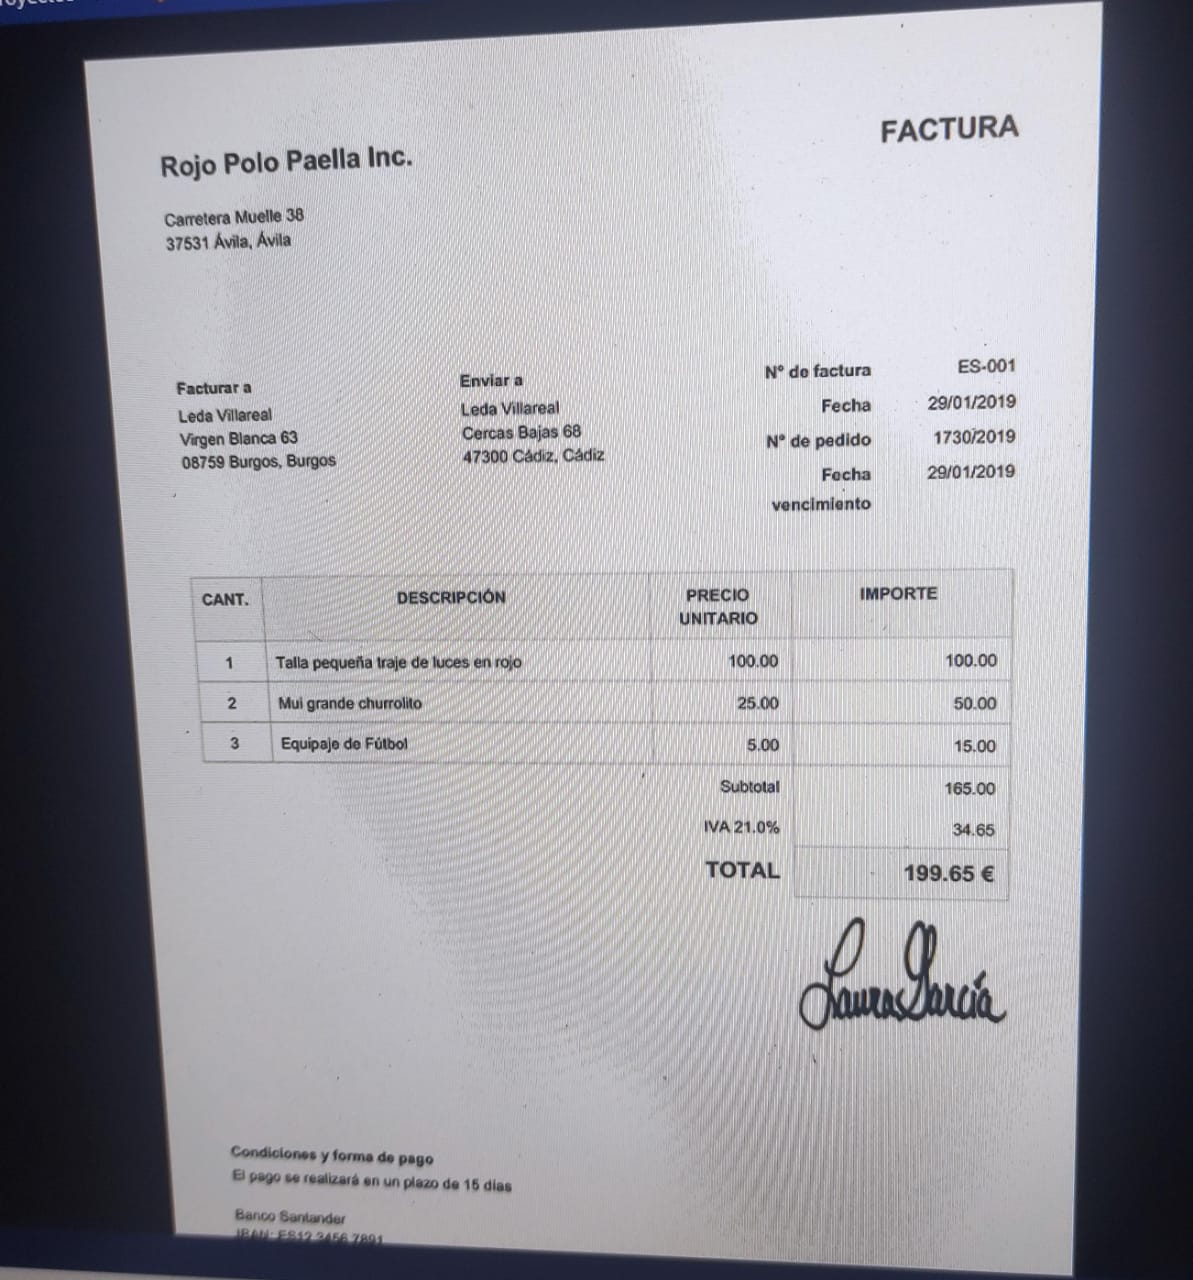 FACTURA
Rojo Polo Paella Inc.
Carretera Muelle 38
37531 Ávila, Ávila
Facturar a
Leda Villareal
Virgen Blanca 63
08759 Burgos, Burgos
Enviar a
Leda Villareal
Cercas Bajas 68
47300 Cádiz, Cádiz
Nº de factura ES-001
Fecha 29/01/2019
Nº de pedido 1730/2019
Fecha 29/01/2019
vencimiento
CANT. DESCRIPCIÓN PRECIO IMPORTE
UNITARIO
1 Talla pequeña traje de luces en rojo 100.00 100.00
2 Mui grande churrolito 25.00 50.00
3 Equipaje de Fútbol 5.00 15.00
Subtotal 165.00
IVA 21.0% 34.65
TOTAL 199.65 €
Laura García
Condiciones y forma de pago
El pago se realizará en un plazo de 15 días
Banco Santander
IBAN: ES12 3456 7891